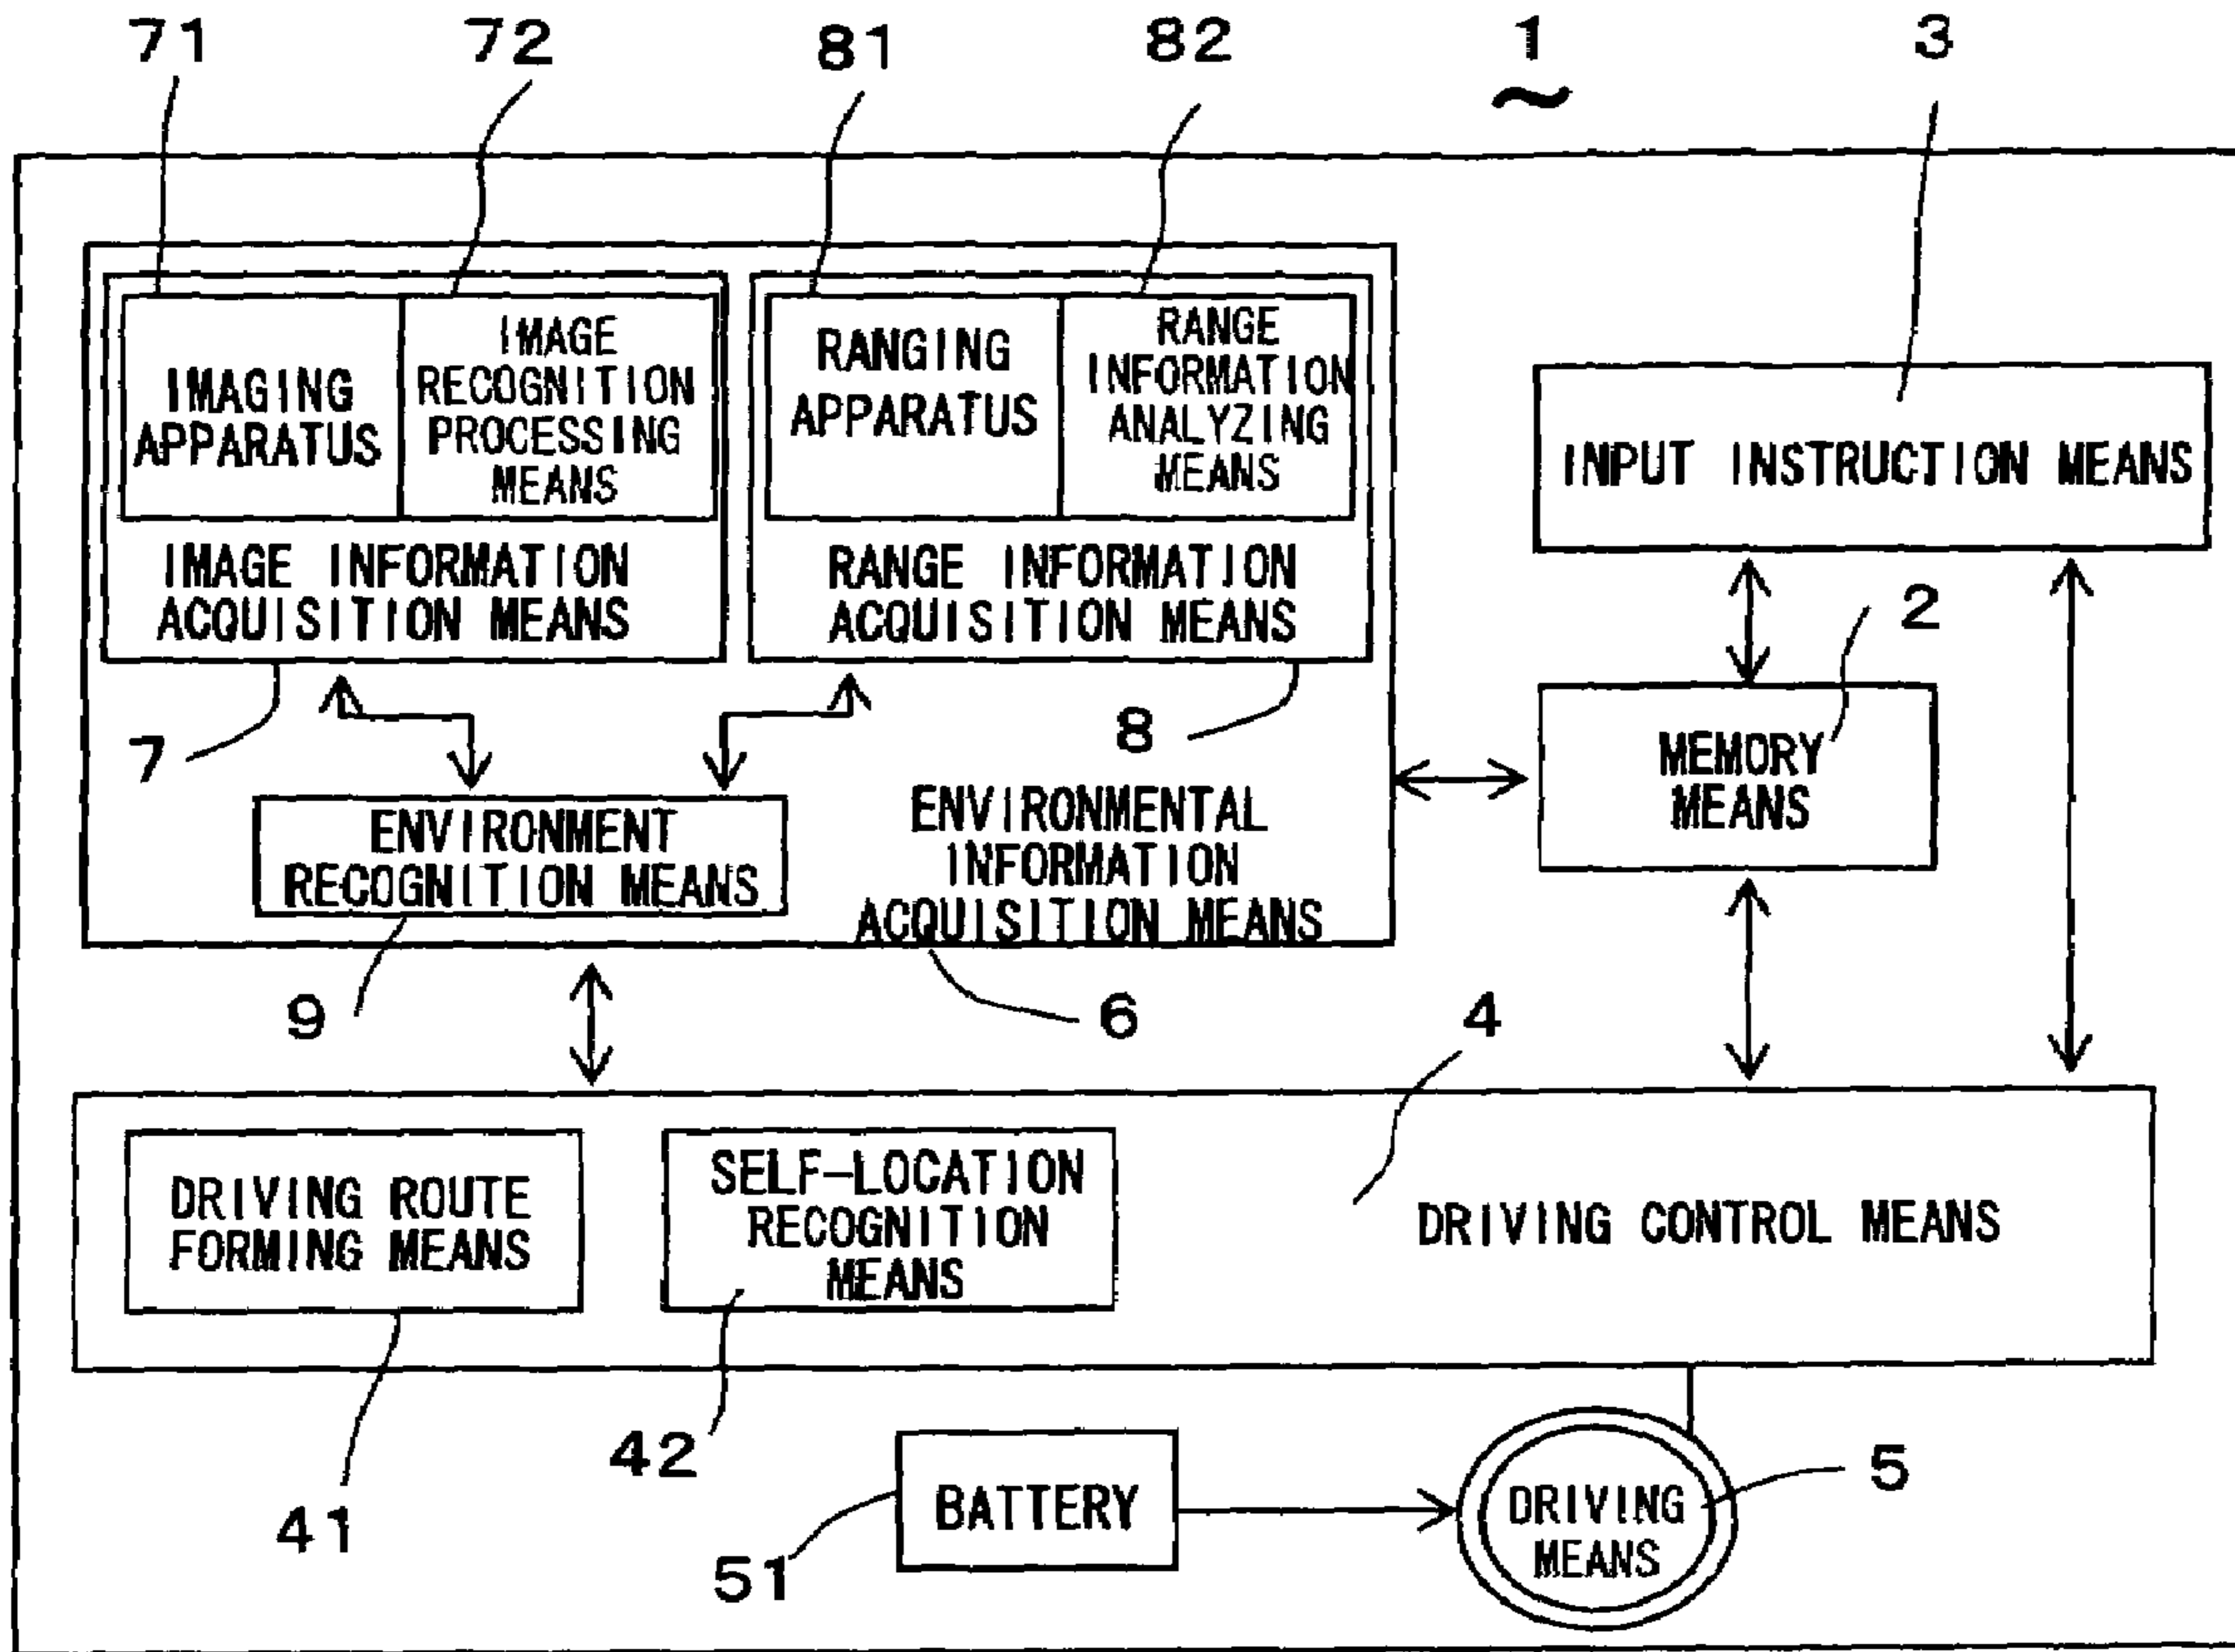 71
72
81
82
1
3
IMAGING
APPARATUS
IMAGE
RECOGNITION
PROCESSING
MEANS
RANGING
APPARATUS
RANGE
INFORMATION
ANALYZING
MEANS
IMAGE INFORMATION
ACQUISITION MEANS
RANGE INFORMATION
ACQUISITION MEANS
INPUT INSTRUCTION MEANS
2
7
8
MEMORY
MEANS
ENVIRONMENT
RECOGNITION MEANS
ENVIRONMENTAL
INFORMATION
ACQUISITION MEANS
9
6
4
DRIVING ROUTE
FORMING MEANS
SELF-LOCATION
RECOGNITION
MEANS
DRIVING CONTROL MEANS
41
42
51
BATTERY
DRIVING
MEANS
5